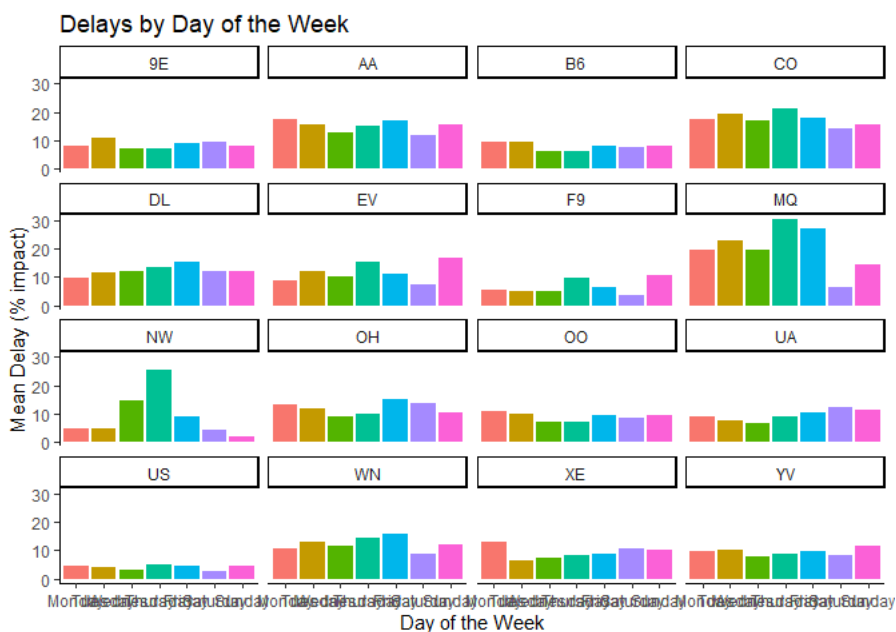 Delays by Day of the Week
9E AA B6 CO
30
20
10
0
DL EV F9 MQ
30
20
10
0
Mean Delay (% impact)
NW OH OO UA
30
20
10
0
US WN XE YV
30
20
10
0
Day of the Week